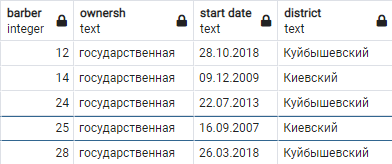 barber ownersh start date district
integer text text text
12 государственная 28.10.2018 Куйбышевский
14 государственная 09.12.2009 Киевский
24 государственная 22.07.2013 Куйбышевский
25 государственная 16.09.2007 Киевский
28 государственная 26.03.2018 Куйбышевский